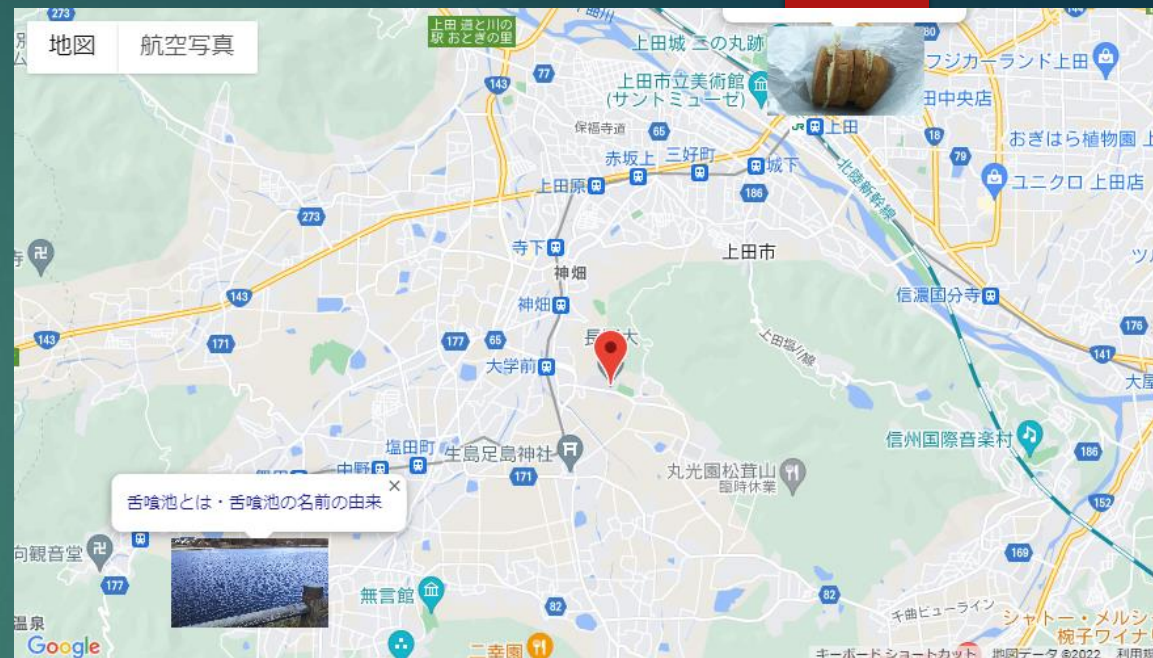 273
地図
航空写真
上田 道と川の
駅 おとぎの里
上田城 三の丸跡
上田市立美術館
(サントミューゼ)
フジカーランド上田
田中央店
143
77
80
保福寺道
65
上田
18
おぎはら植物園 上
79
赤坂上
三好町
城下
上田原
186
北陸新幹線
ユニクロ 上田店
273
寺下
神畑
上田市
信濃国分寺
143
神畑
176
143
171
177
65
大学前
上田塩川線
141
大屋
塩田町
中野
生島足島神社
171
丸光園松茸山
臨時休業
信州国際音楽村
186
舌喰池とは・舌喰池の名前の由来
152
向観音堂
177
169
無言館
82
82
千曲ビューライン
シャトー・メルシ
椀子ワイナリ
温泉
Google
二幸園
キーボード ショートカット
地図データ ©2022
利用規